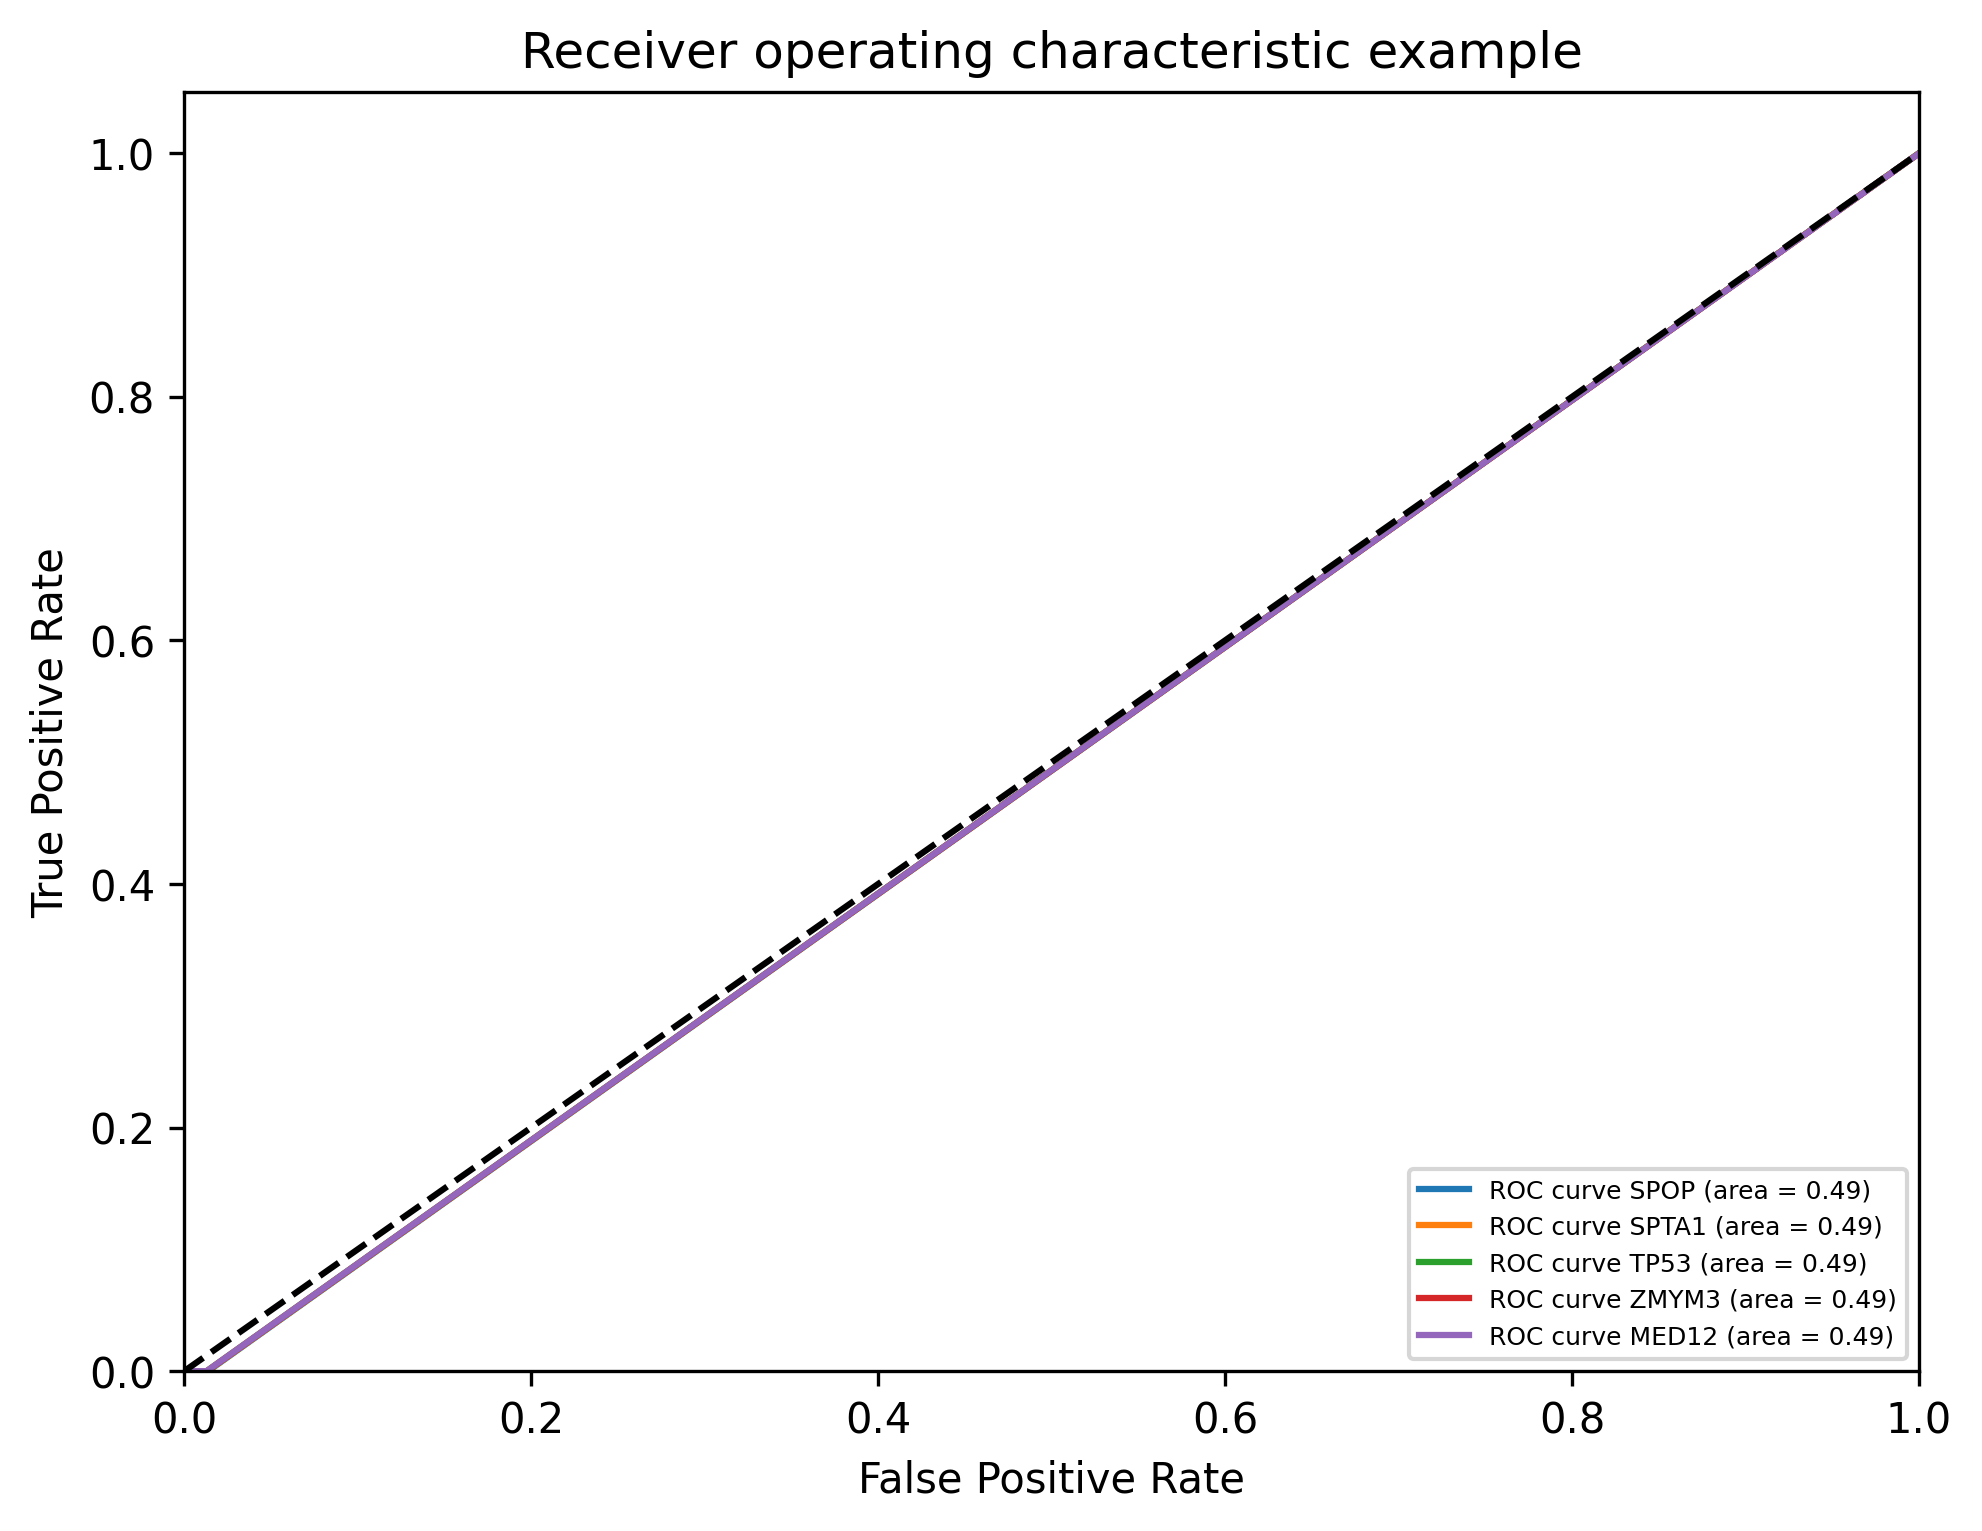 Receiver operating characteristic example
1.0
0.8
0.6
0.4
0.2
0.0
True Positive Rate
0.0 0.2 0.4 0.6 0.8 1.0
False Positive Rate
ROC curve SPOP (area = 0.49)
ROC curve SPTA1 (area = 0.49)
ROC curve TP53 (area = 0.49)
ROC curve ZMYM3 (area = 0.49)
ROC curve MED12 (area = 0.49)